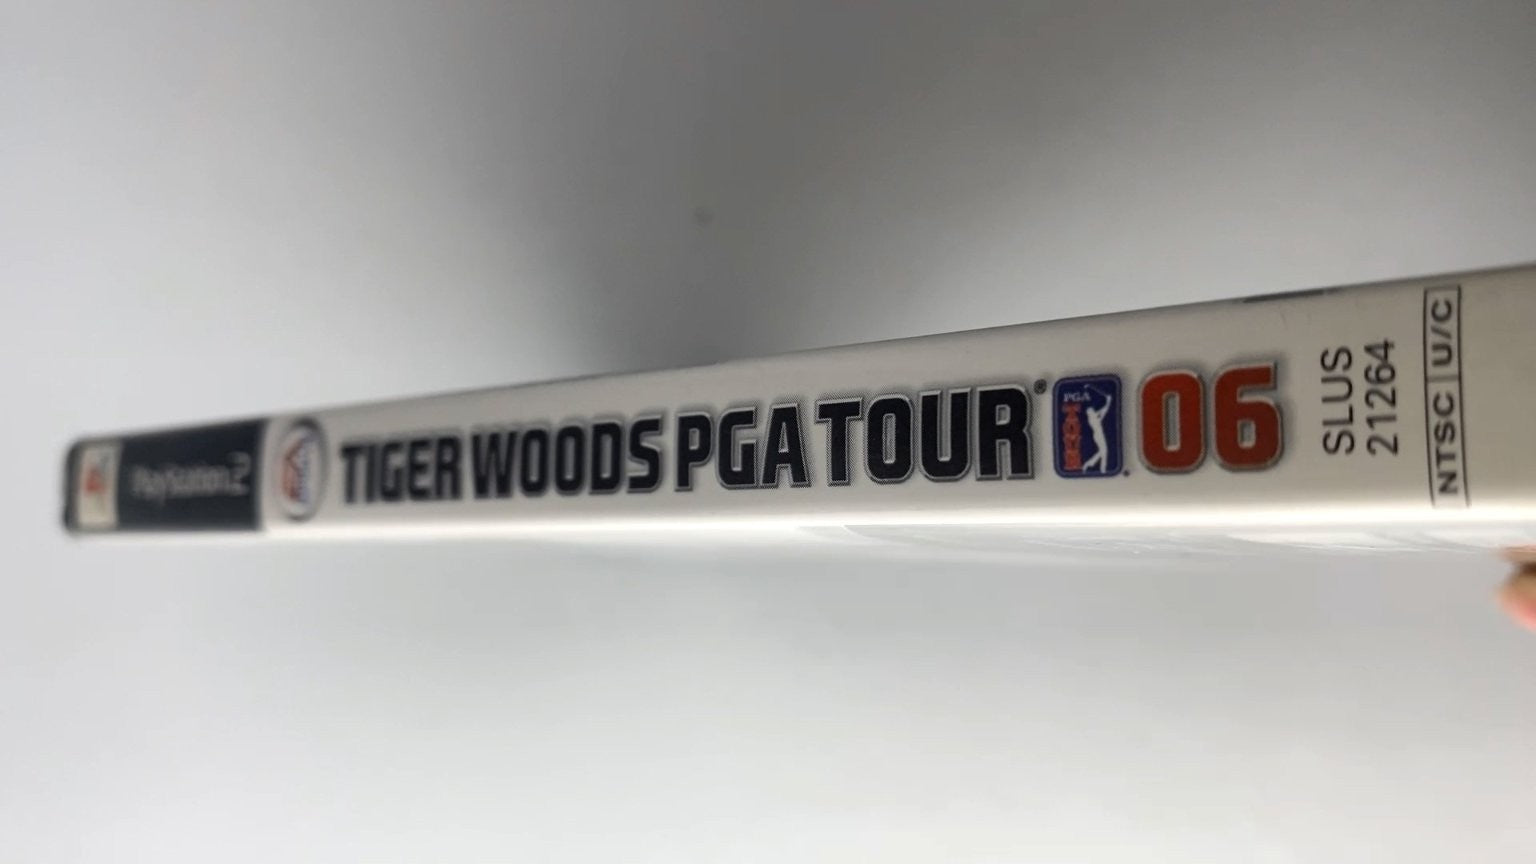 PlayStation 2
TIGER WOODS PGA TOUR® PGA TOUR 06
SLUS
21264
NTSC U/C